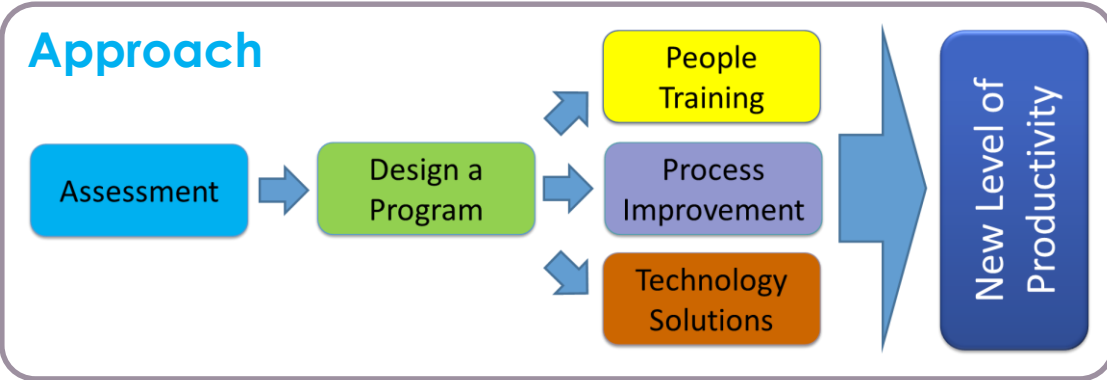 Approach
Assessment
Design a
Program
People
Training
Process
Improvement
Technology
Solutions
New Level of
Productivity